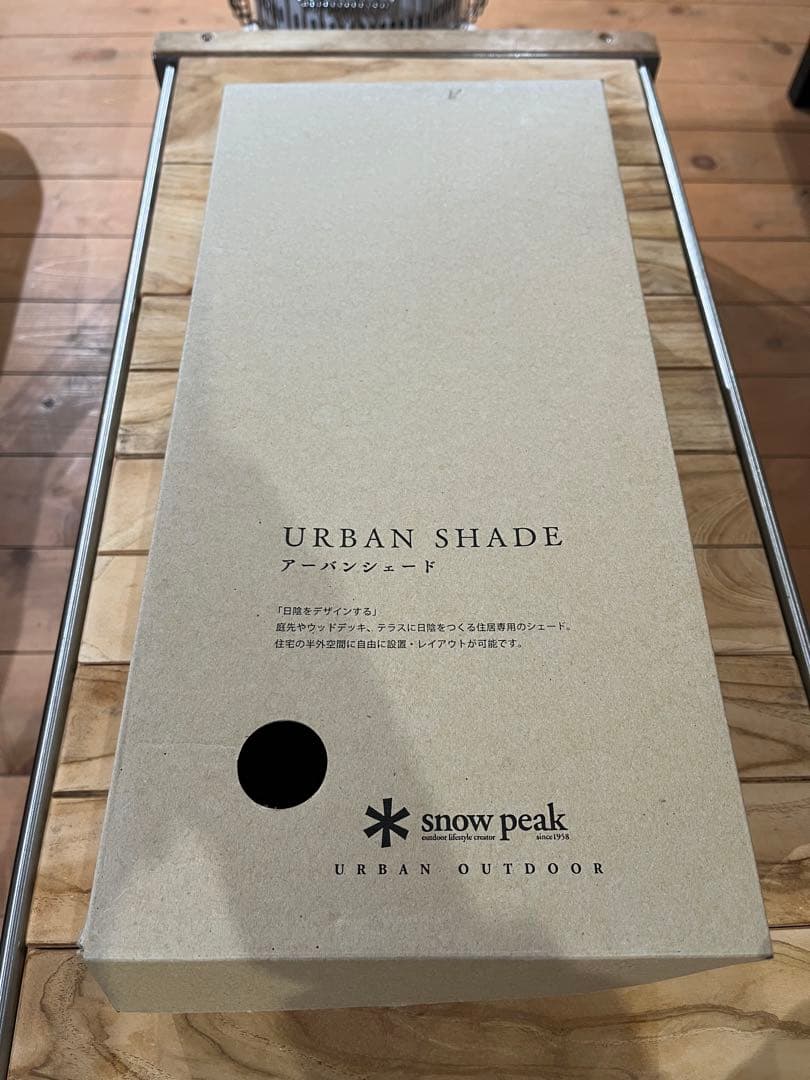 URBAN SHADE
アーバンシェード
「日陰をデザインする」
庭先やウッドデッキ、テラスに日陰をつくる住居専用のシェード。
住宅の半外空間に自由に設置・レイアウトが可能です。
snow peak
outdoor lifestyle creator since1958
URBAN OUTDOOR